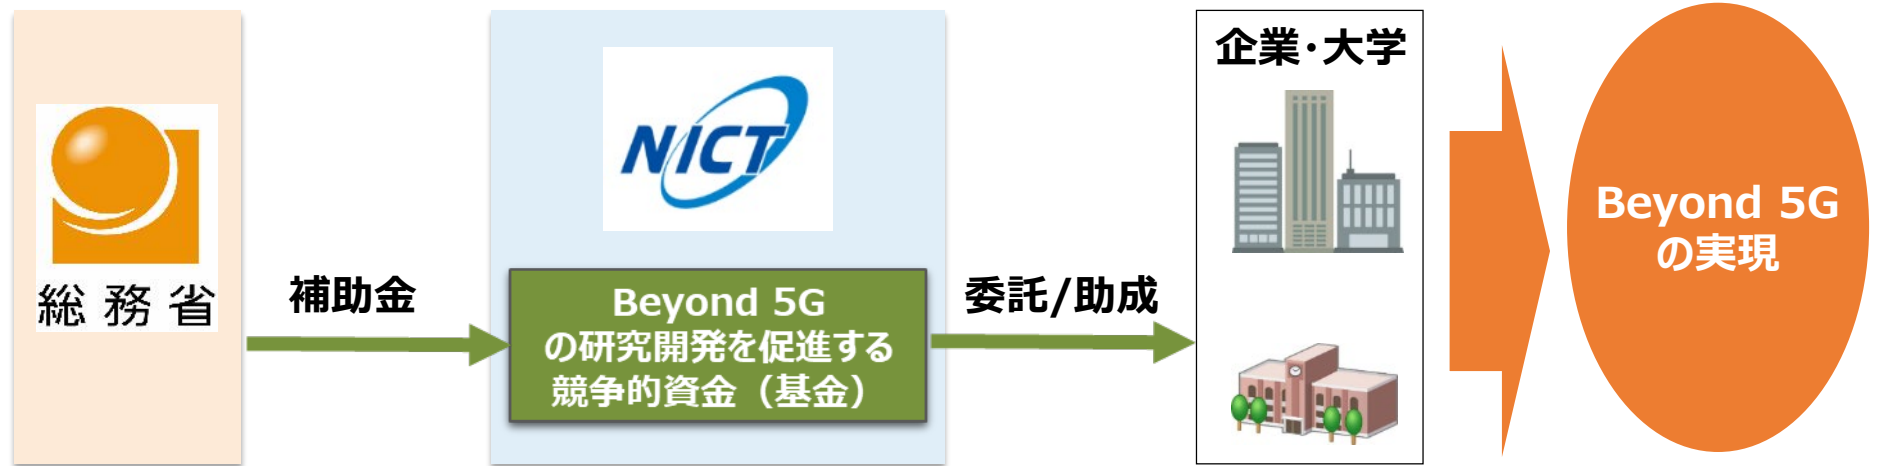 総務省
補助金
NICT
Beyond 5G
の研究開発を促進する
競争的資金（基金）
委託/助成
企業・大学
Beyond 5G
の実現